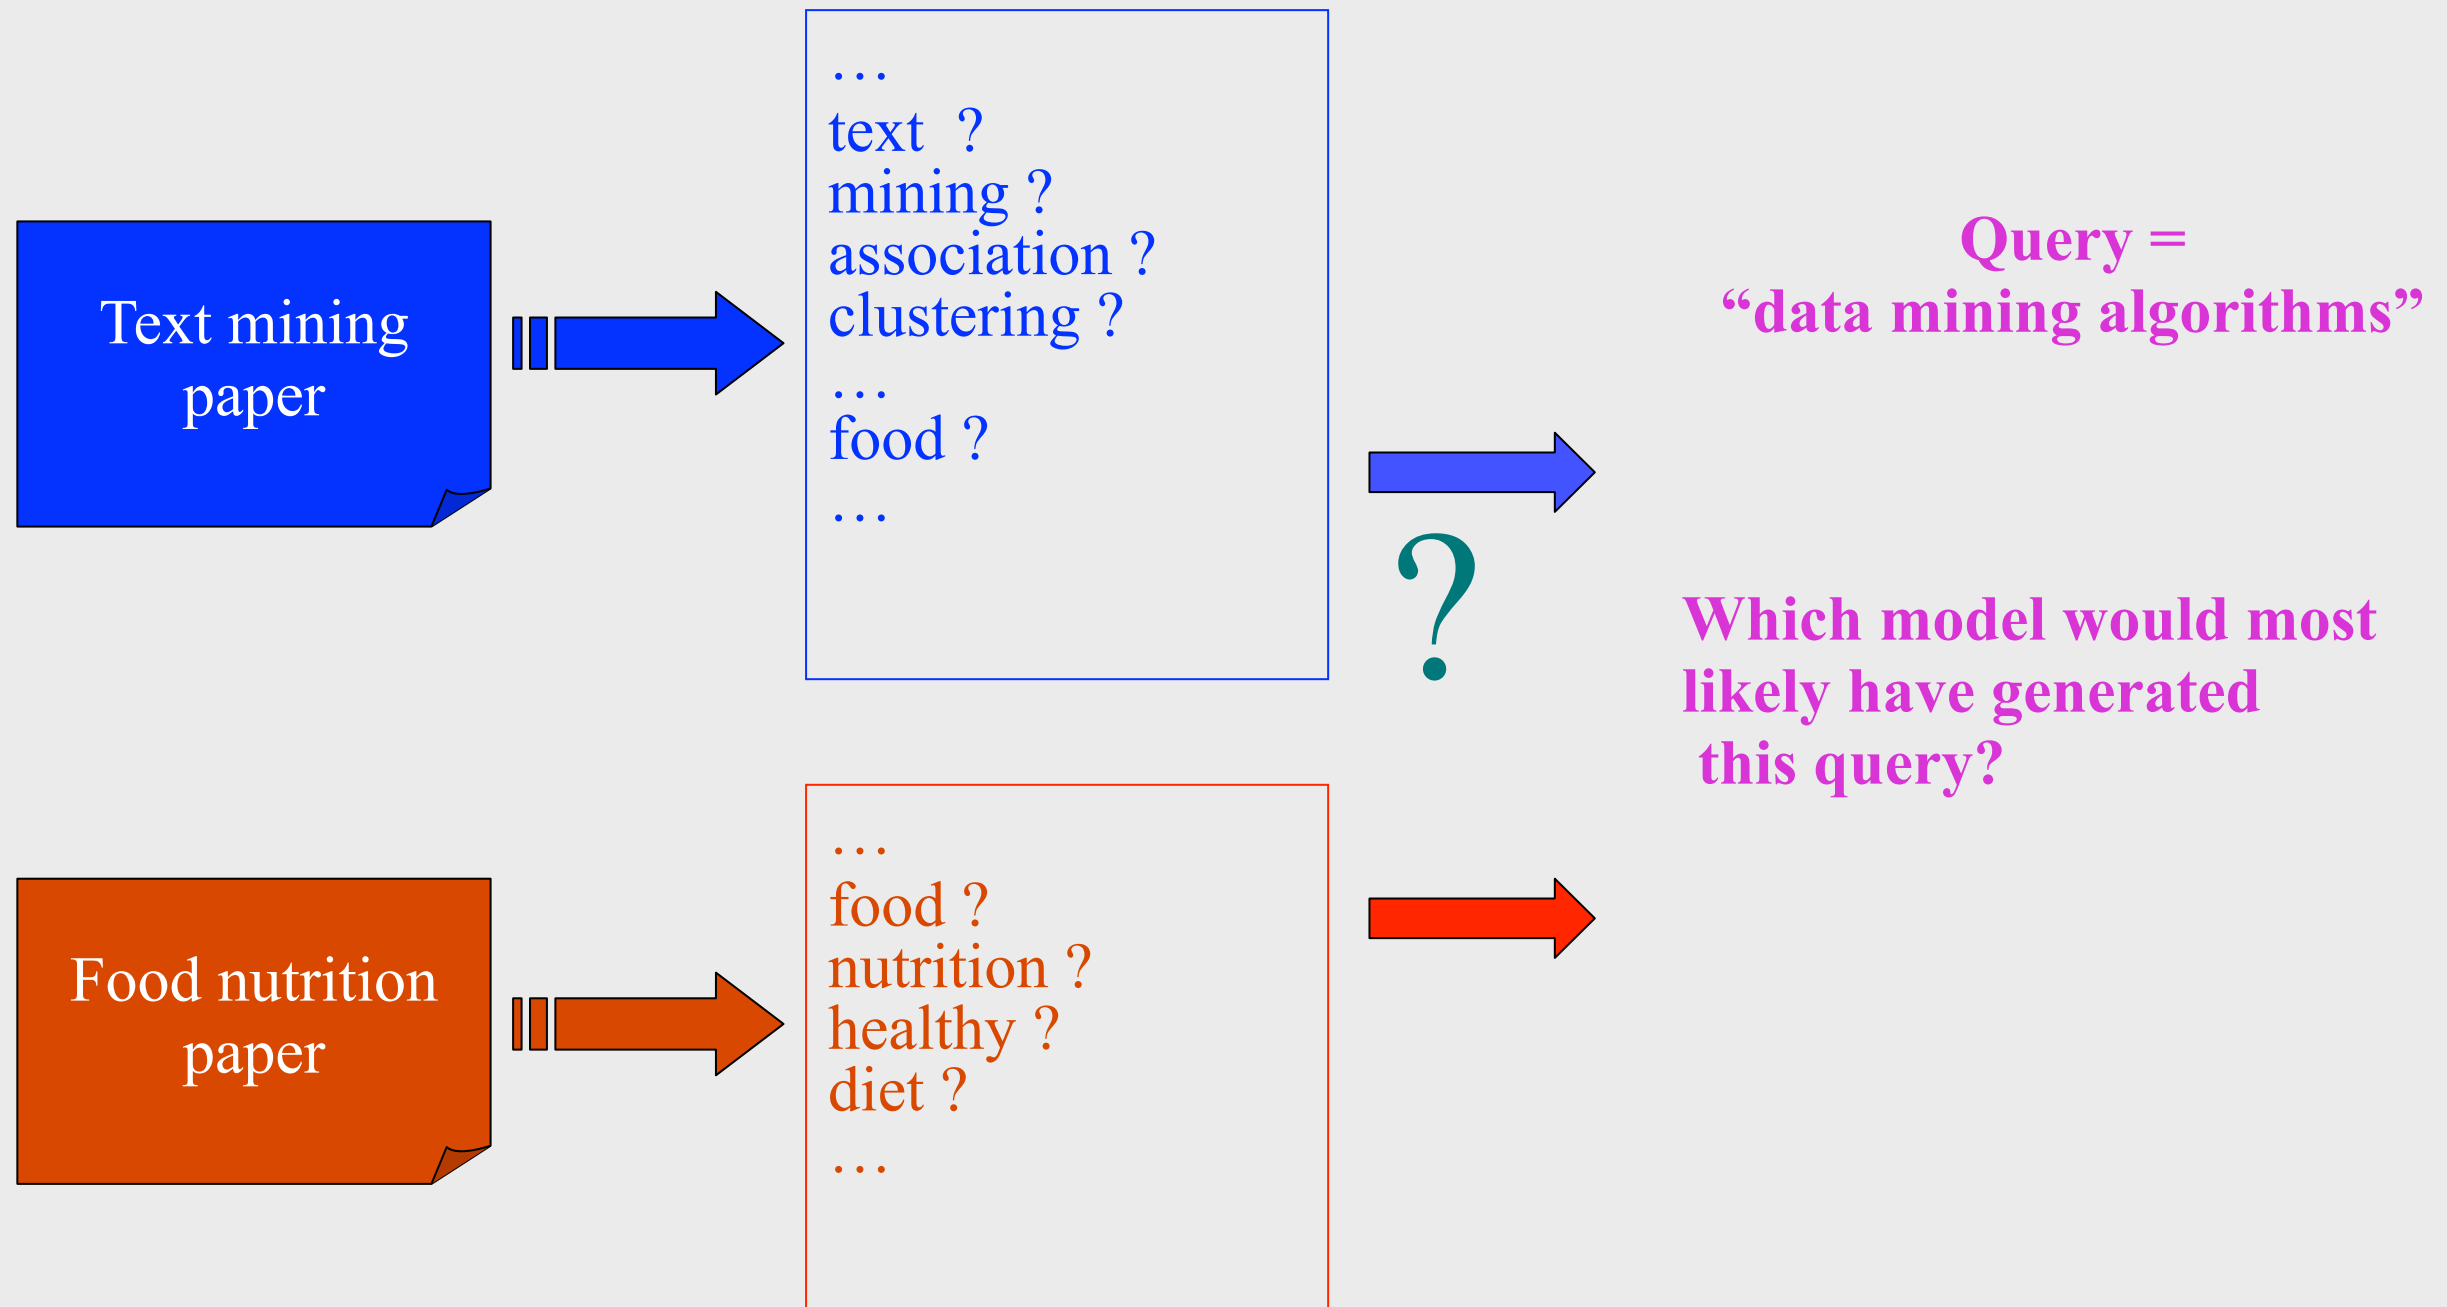 Text mining
paper
…
text ?
mining ?
association ?
clustering ?
…
food ?
…
Query =
“data mining algorithms”
?
Which model would most
likely have generated
this query?
Food nutrition
paper
…
food ?
nutrition ?
healthy ?
diet ?
…